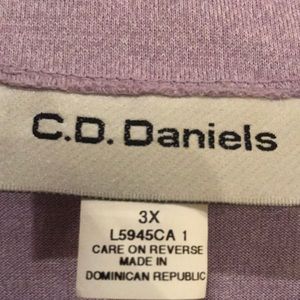 C.D. Daniels
3X
L5945CA 1
CARE ON REVERSE
MADE IN
DOMINICAN REPUBLIC